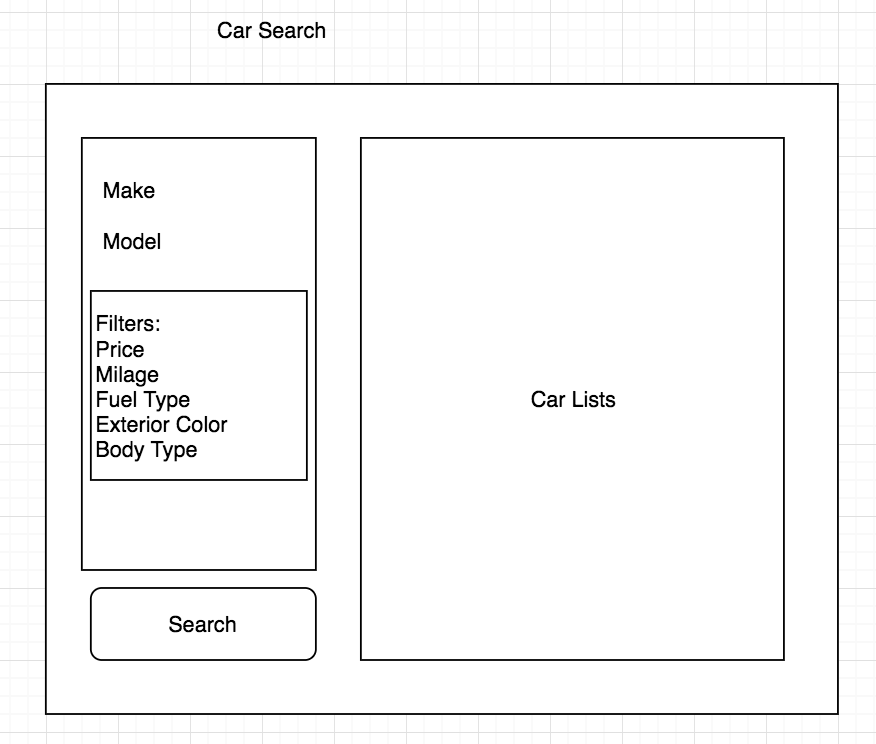 Car Search
Make
Model
Filters:
Price
Milage
Fuel Type
Exterior Color
Body Type
Search
Car Lists